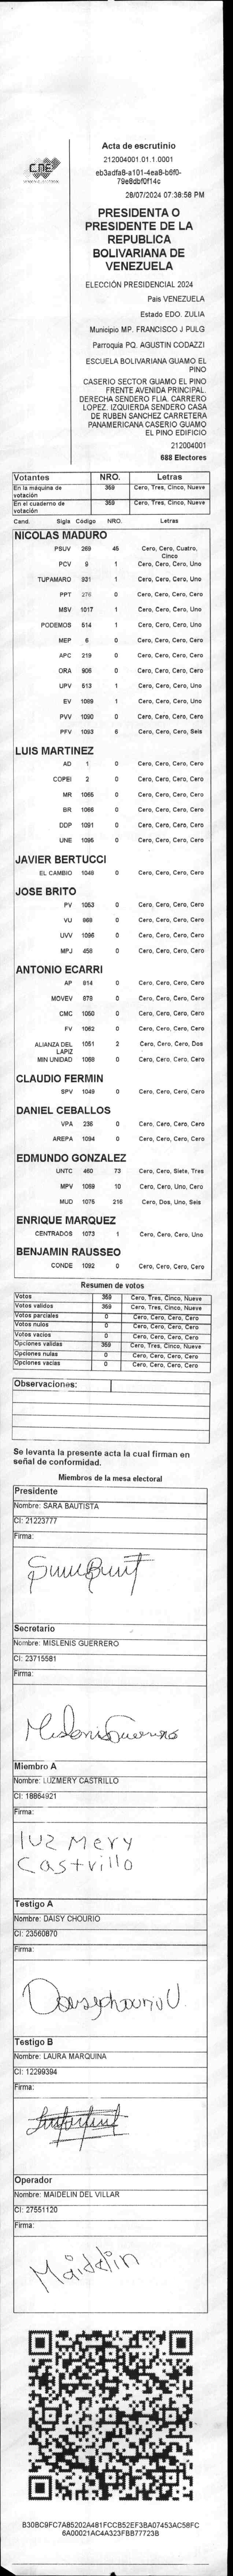 Acta de escrutinio
CNE
212004001.01.1.0001
eb3adfa8-a101-4ea8-b6f0-
79e8dbf0f14c
28/07/2024 07:38:58 PM
PRESIDENTA O
PRESIDENTE DE LA
REPUBLICA
BOLIVARIANA DE
VENEZUELA
ELECCIÓN PRESIDENCIAL 2024
Pais VENEZUELA
Estado EDO. ZULIA
Municipio MP. FRANCISCO J PULG
Parroquia PQ. AGUSTIN CODAZZI
ESCUELA BOLIVARIANA GUAMO EL
PINO
CASERIO SECTOR GUAMO EL PINO
FRENTE AVENIDA PRINCIPAL.
DERECHA SENDERO FLIA. CARRERO
LOPEZ. IZQUIERDA SENDERO CASA
DE RUBEN SANCHEZ CARRETERA
PANAMERICANA CASERIO GUAMO
EL PINO EDIFICIO
212004001
688 Electores
Votantes NRO. Letras
En la máquina de votación 359 Cero, Tres, Cinco, Nueve
En el cuaderno de votación 359 Cero, Tres, Cinco, Nueve
Cand. Sigla Código NRO. Letras
NICOLAS MADURO
PSUV 269 45 Cero, Cero, Cuatro, Cinco
PCV 9 1 Cero, Cero, Cero, Uno
TUPAMARO 931 1 Cero, Cero, Cero, Uno
PPT 276 0 Cero, Cero, Cero, Cero
MSV 1017 1 Cero, Cero, Cero, Uno
PODEMOS 514 1 Cero, Cero, Cero, Uno
MEP 6 0 Cero, Cero, Cero, Cero
APC 219 0 Cero, Cero, Cero, Cero
ORA 906 0 Cero, Cero, Cero, Cero
UPV 513 1 Cero, Cero, Cero, Uno
EV 1089 1 Cero, Cero, Cero, Uno
PVV 1090 0 Cero, Cero, Cero, Cero
PFV 1093 6 Cero, Cero, Cero, Seis
LUIS MARTINEZ
AD 1 0 Cero, Cero, Cero, Cero
COPEI 2 0 Cero, Cero, Cero, Cero
MR 1065 0 Cero, Cero, Cero, Cero
BR 1066 0 Cero, Cero, Cero, Cero
DDP 1091 0 Cero, Cero, Cero, Cero
UNE 1095 0 Cero, Cero, Cero, Cero
JAVIER BERTUCCI
EL CAMBIO 1048 0 Cero, Cero, Cero, Cero
JOSE BRITO
PV 1053 0 Cero, Cero, Cero, Cero
VU 868 0 Cero, Cero, Cero, Cero
UVV 1096 0 Cero, Cero, Cero, Cero
MPJ 458 0 Cero, Cero, Cero, Cero
ANTONIO ECARRI
AP 814 0 Cero, Cero, Cero, Cero
MOVEV 878 0 Cero, Cero, Cero, Cero
CMC 1050 0 Cero, Cero, Cero, Cero
FV 1062 0 Cero, Cero, Cero, Cero
ALIANZA DEL LAPIZ 1051 2 Cero, Cero, Cero, Dos
MIN UNIDAD 1068 0 Cero, Cero, Cero, Cero
CLAUDIO FERMIN
SPV 1049 0 Cero, Cero, Cero, Cero
DANIEL CEBALLOS
VPA 236 0 Cero, Cero, Cero, Cero
AREPA 1094 0 Cero, Cero, Cero, Cero
EDMUNDO GONZALEZ
UNTC 460 73 Cero, Cero, Siete, Tres
MPV 1069 10 Cero, Cero, Uno, Cero
MUD 1075 216 Cero, Dos, Uno, Seis
ENRIQUE MARQUEZ
CENTRADOS 1073 1 Cero, Cero, Cero, Uno
BENJAMIN RAUSSEO
CONDE 1092 0 Cero, Cero, Cero, Cero
Resumen de votos
Votos 359 Cero, Tres, Cinco, Nueve
Votos validos 359 Cero, Tres, Cinco, Nueve
Votos parciales 0 Cero, Cero, Cero, Cero
Votos nulos 0 Cero, Cero, Cero, Cero
Votos vacíos 0 Cero, Cero, Cero, Cero
Opciones validas 359 Cero, Tres, Cinco, Nueve
Opciones nulas 0 Cero, Cero, Cero, Cero
Opciones vacias 0 Cero, Cero, Cero, Cero
Observaciones:
Se levanta la presente acta la cual firman en
señal de conformidad.
Miembros de la mesa electoral
Presidente
Nombre: SARA BAUTISTA
CI: 21223777
Firma:
Secretario
Nombre: MISLENIS GUERRERO
CI: 23715581
Firma:
Mislenis Guerrero
Miembro A
Nombre: LUZMERY CASTRILLO
CI: 18864921
Firma:
luz Mery
Castrillo
Testigo A
Nombre: DAISY CHOURIO
CI: 23560870
Firma:
Testigo B
Nombre: LAURA MARQUINA
CI: 12299394
Firma:
Operador
Nombre: MAIDELIN DEL VILLAR
CI: 27551120
Firma:
Maidelin
B30BC9FC7A85202A481FCCB52EF3BA07453AC58FC
6A00021AC4A323FBB77723B